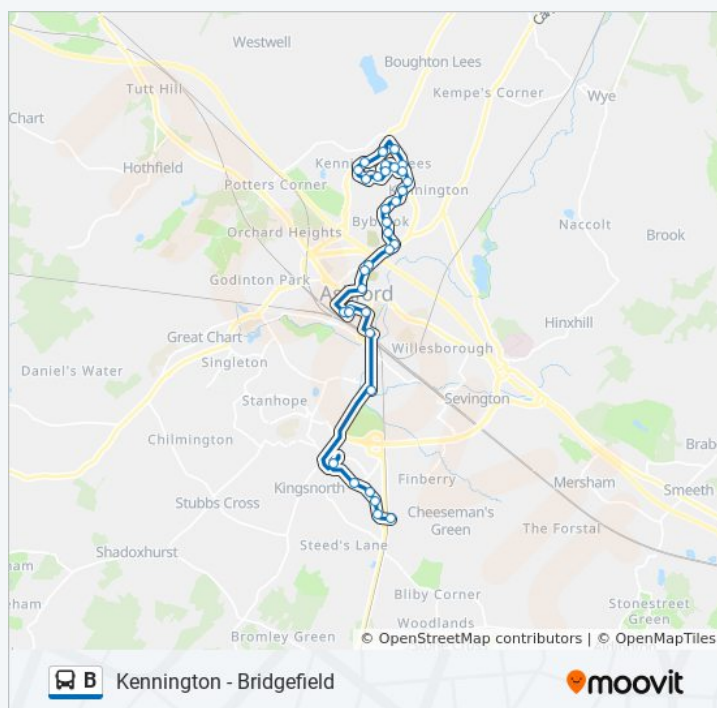 Westwell
Boughton Lees
Tutt Hill
Kempe's Corner
Wye
Chart
Hothfield
Potters Corner
Kennington
Naccolt
Bybrook
Orchard Heights
Brook
Godinton Park
Hinxhill
Great Chart
Willesborough
Singleton
Daniel's Water
Stanhope
Sevington
Chilmington
Finberry
Kingsnorth
Mersham
Smeeth
Stubbs Cross
Cheeseman's
Green
The Forstal
Shadoxhurst
Steed's Lane
Bliby Corner
Stonestreet
Green
Woodlands
Bromley Green
© OpenStreetMap contributors | © OpenMapTiles
B Kennington - Bridgefield
moovit